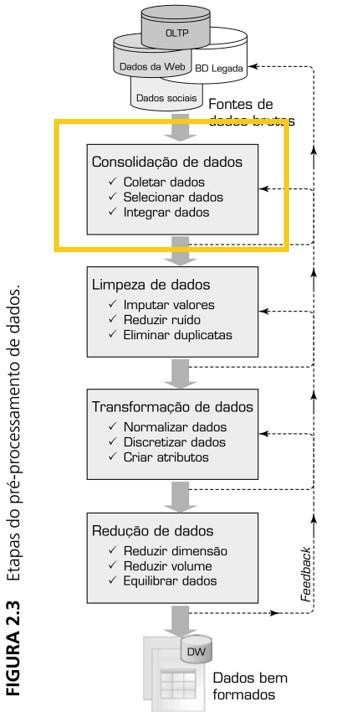 OLTP
Dados da Web
BD Legada
Dados sociais
Fontes de
dados brutos
Consolidação de dados
✓ Coletar dados
✓ Selecionar dados
✓ Integrar dados
Limpeza de dados
✓ Imputar valores
✓ Reduzir ruído
✓ Eliminar duplicatas
Transformação de dados
✓ Normalizar dados
✓ Discretizar dados
✓ Criar atributos
Redução de dados
✓ Reduzir dimensão
✓ Reduzir volume
✓ Equilibrar dados
Feedback
DW
Dados bem
formados
FIGURA 2.3 Etapas do pré-processamento de dados.